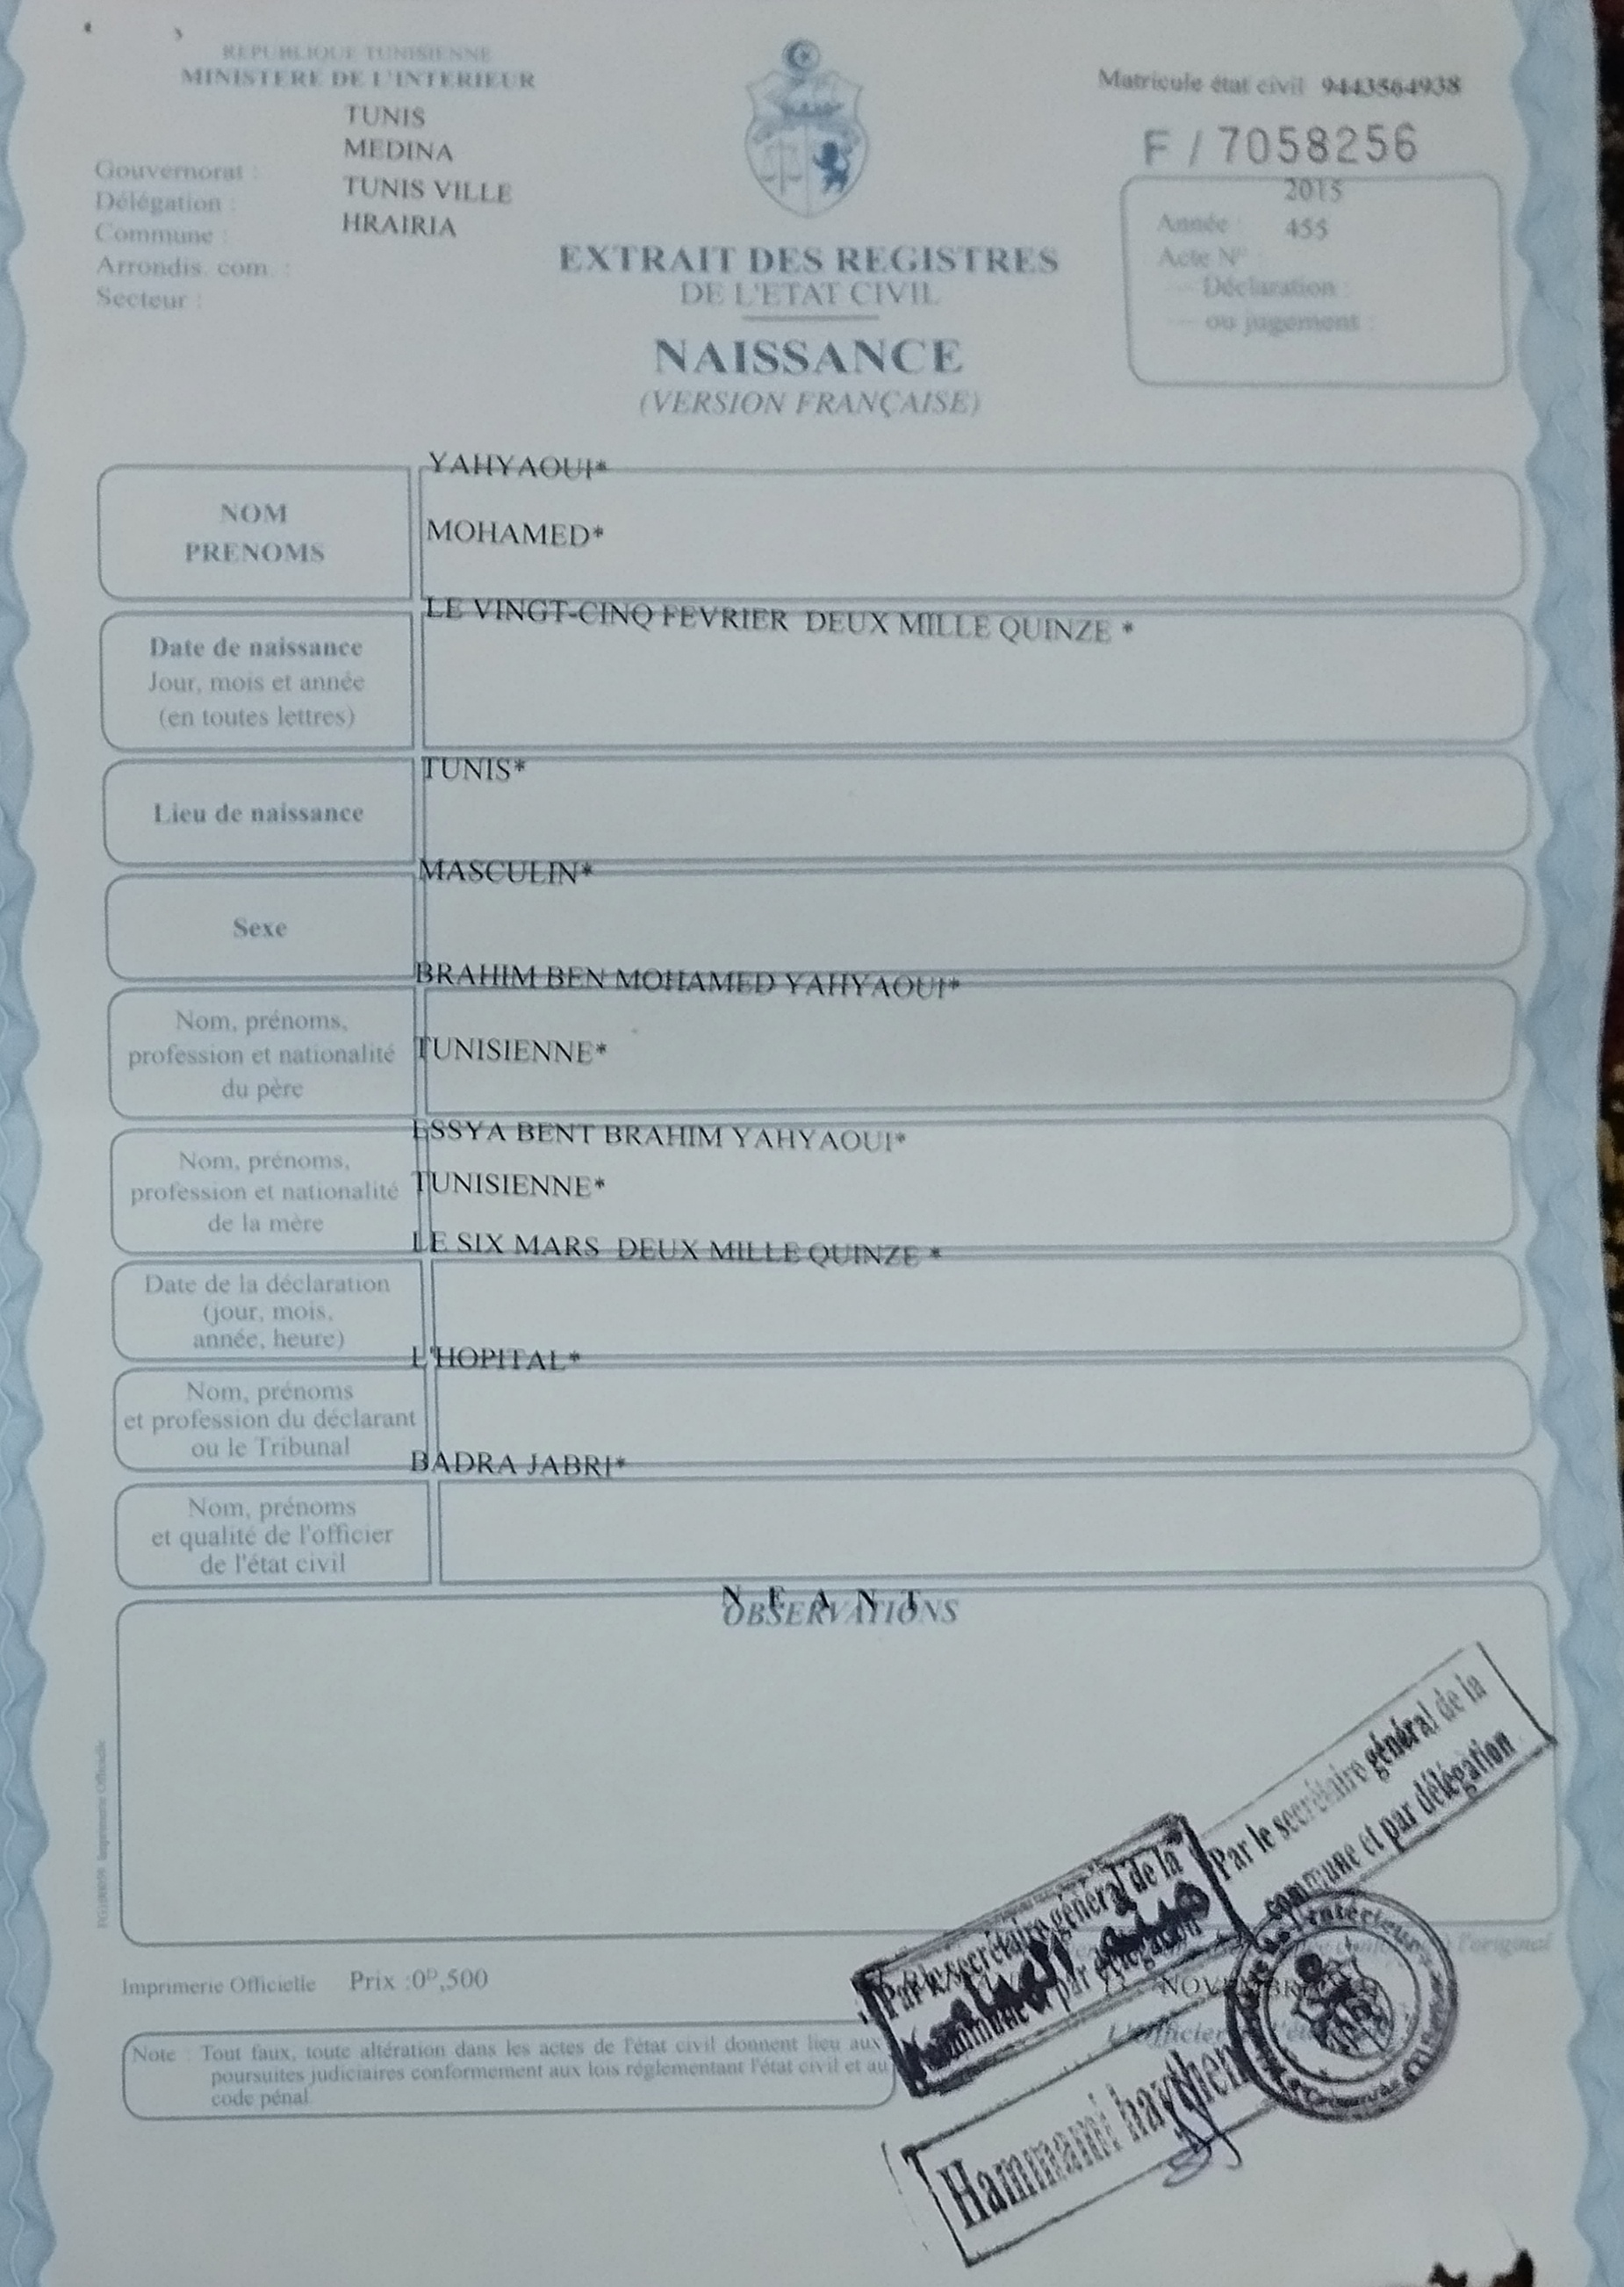 REPUBLIQUE TUNISIENNE
MINISTERE DE L'INTERIEUR
Matricule état civil 9443564938
F / 7058256
TUNIS
MEDINA
TUNIS VILLE
HRAIRIA
Gouvernorat :
Délégation :
Commune :
Arrondis. com. :
Secteur :
2015
Année : 455
Acte N°
— Déclaration :
— ou jugement :
EXTRAIT DES REGISTRES
DE L'ETAT CIVIL
NAISSANCE
(VERSION FRANÇAISE)
NOM
PRENOMS
YAHYAOUI*
MOHAMED*
Date de naissance
Jour, mois et année
(en toutes lettres)
LE VINGT-CINQ FEVRIER DEUX MILLE QUINZE *
Lieu de naissance
TUNIS*
Sexe
MASCULIN*
Nom, prénoms,
profession et nationalité
du père
BRAHIM BEN MOHAMED YAHYAOUI*
TUNISIENNE*
Nom, prénoms,
profession et nationalité
de la mère
ESSYA BENT BRAHIM YAHYAOUI*
TUNISIENNE*
Date de la déclaration
(jour, mois,
année, heure)
LE SIX MARS DEUX MILLE QUINZE *
Nom, prénoms
et profession du déclarant
ou le Tribunal
L'HOPITAL*
Nom, prénoms
et qualité de l'officier
de l'état civil
BADRA JABRI*
N E A N T
OBSERVATIONS
Par le secrétaire général de la
commune et par délégation
Par le secrétaire général de la
commune et par délégation
l'original
Imprimerie Officielle Prix :0ᴰ,500
L'Officier
Note : Tout faux, toute altération dans les actes de l'état civil donnent lieu aux
poursuites judiciaires conformement aux lois réglementant l'état civil et au
code pénal
Hammami haythem